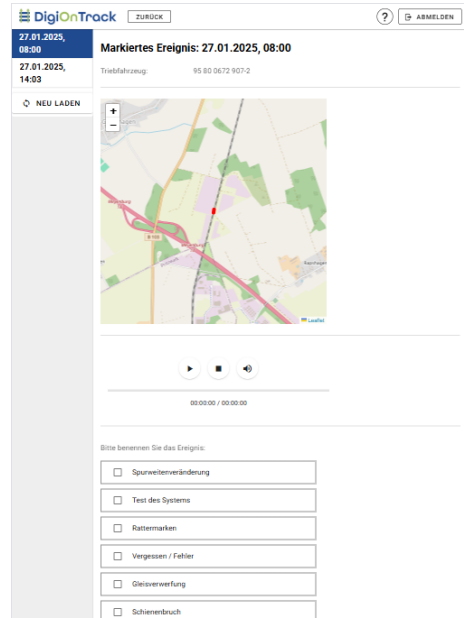 DigiOnTrack
ZURÜCK
?
ABMELDEN
27.01.2025,
08:00
27.01.2025,
14:03
NEU LADEN
Markiertes Ereignis: 27.01.2025, 08:00
Triebfahrzeug: 95 80 0672 907-2
+
−
Leaflet
00:00:00 / 00:00:00
Bitte benennen Sie das Ereignis:
Spurweitenveränderung
Test des Systems
Rattermarken
Vergessen / Fehler
Gleisverwerfung
Schienenbruch